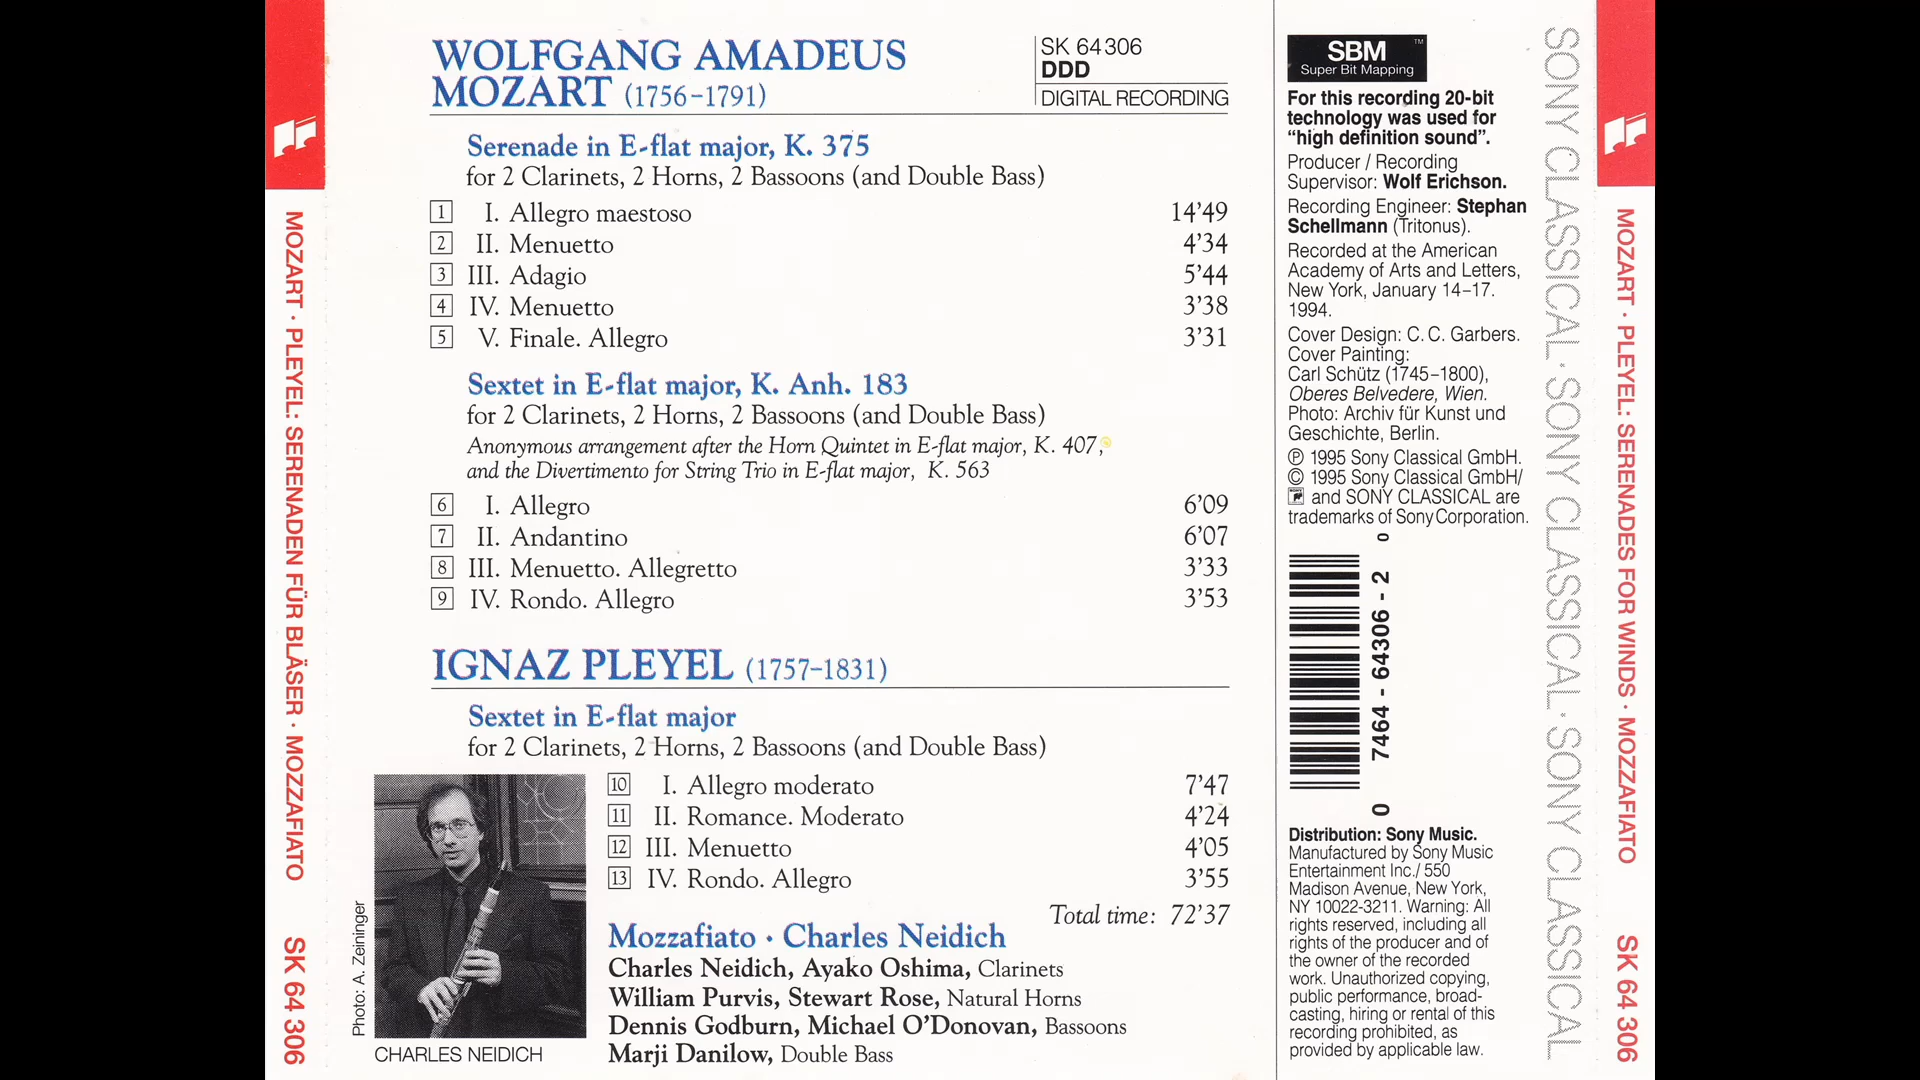 WOLFGANG AMADEUS
MOZART (1756–1791)
SK 64306
DDD
DIGITAL RECORDING
Serenade in E-flat major, K. 375
for 2 Clarinets, 2 Horns, 2 Bassoons (and Double Bass)
1 I. Allegro maestoso 14’49
2 II. Menuetto 4’34
3 III. Adagio 5’44
4 IV. Menuetto 3’38
5 V. Finale. Allegro 3’31
Sextet in E-flat major, K. Anh. 183
for 2 Clarinets, 2 Horns, 2 Bassoons (and Double Bass)
Anonymous arrangement after the Horn Quintet in E-flat major, K. 407,
and the Divertimento for String Trio in E-flat major, K. 563
6 I. Allegro 6’09
7 II. Andantino 6’07
8 III. Menuetto. Allegretto 3’33
9 IV. Rondo. Allegro 3’53
IGNAZ PLEYEL (1757–1831)
Sextet in E-flat major
for 2 Clarinets, 2 Horns, 2 Bassoons (and Double Bass)
10 I. Allegro moderato 7’47
11 II. Romance. Moderato 4’24
12 III. Menuetto 4’05
13 IV. Rondo. Allegro 3’55
Total time: 72’37
Mozzafiato · Charles Neidich
Charles Neidich, Ayako Oshima, Clarinets
William Purvis, Stewart Rose, Natural Horns
Dennis Godburn, Michael O’Donovan, Bassoons
Marji Danilow, Double Bass
Photo: A. Zeininger
CHARLES NEIDICH
SBM™
Super Bit Mapping
For this recording 20-bit
technology was used for
“high definition sound”.
Producer / Recording
Supervisor: Wolf Erichson.
Recording Engineer: Stephan
Schellmann (Tritonus).
Recorded at the American
Academy of Arts and Letters,
New York, January 14–17.
1994.
Cover Design: C. C. Garbers.
Cover Painting:
Carl Schütz (1745–1800),
Oberes Belvedere, Wien.
Photo: Archiv für Kunst und
Geschichte, Berlin.
℗ 1995 Sony Classical GmbH.
© 1995 Sony Classical GmbH/
and SONY CLASSICAL are
trademarks of Sony Corporation.
0 7464 - 64306 - 2 0
Distribution: Sony Music.
Manufactured by Sony Music
Entertainment Inc./ 550
Madison Avenue, New York,
NY 10022-3211. Warning: All
rights reserved, including all
rights of the producer and of
the owner of the recorded
work. Unauthorized copying,
public performance, broad-
casting, hiring or rental of this
recording prohibited, as
provided by applicable law.
SONY CLASSICAL · SONY CLASSICAL · SONY CLASSICAL
MOZART · PLEYEL: SERENADEN FÜR BLÄSER · MOZZAFIATO SK 64 306
MOZART · PLEYEL: SERENADES FOR WINDS · MOZZAFIATO SK 64 306